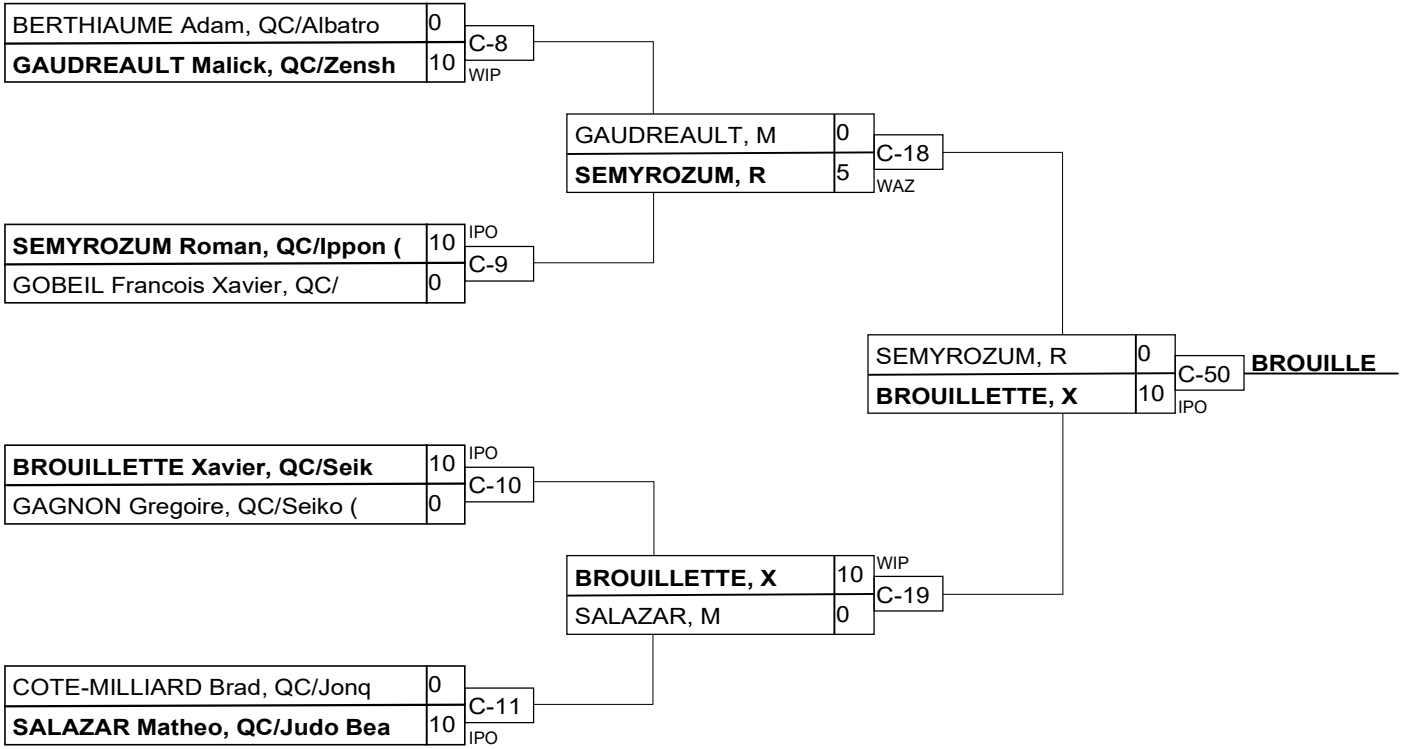 BERTHIAUME Adam, QC/Albatro 0
C-8
GAUDREAULT Malick, QC/Zensh 10
WIP
GAUDREAULT, M 0
C-18
SEMYROZUM, R 5
WAZ
SEMYROZUM Roman, QC/Ippon ( 10 IPO
C-9
GOBEIL Francois Xavier, QC/ 0
SEMYROZUM, R 0
C-50 BROUILLE
BROUILLETTE, X 10
IPO
BROUILLETTE Xavier, QC/Seik 10 IPO
C-10
GAGNON Gregoire, QC/Seiko ( 0
BROUILLETTE, X 10 WIP
C-19
SALAZAR, M 0
COTE-MILLIARD Brad, QC/Jonq 0
C-11
SALAZAR Matheo, QC/Judo Bea 10
IPO